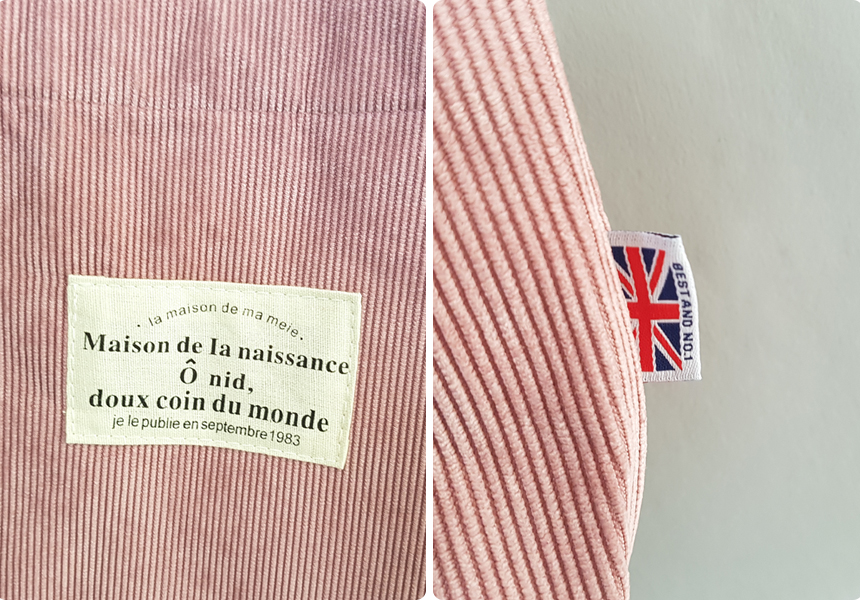 . la maison de ma meie.
Maison de Ia naissance
Ô nid,
doux coin du monde
je le publie en septembre 1983
BESTAND NO.1